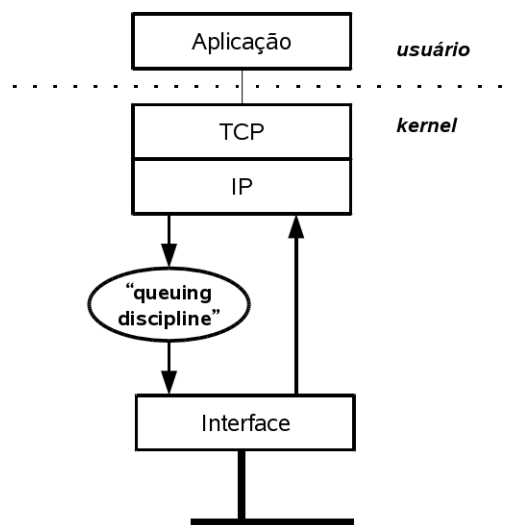 Aplicação
usuário
TCP
kernel
IP
“queuing
discipline”
Interface